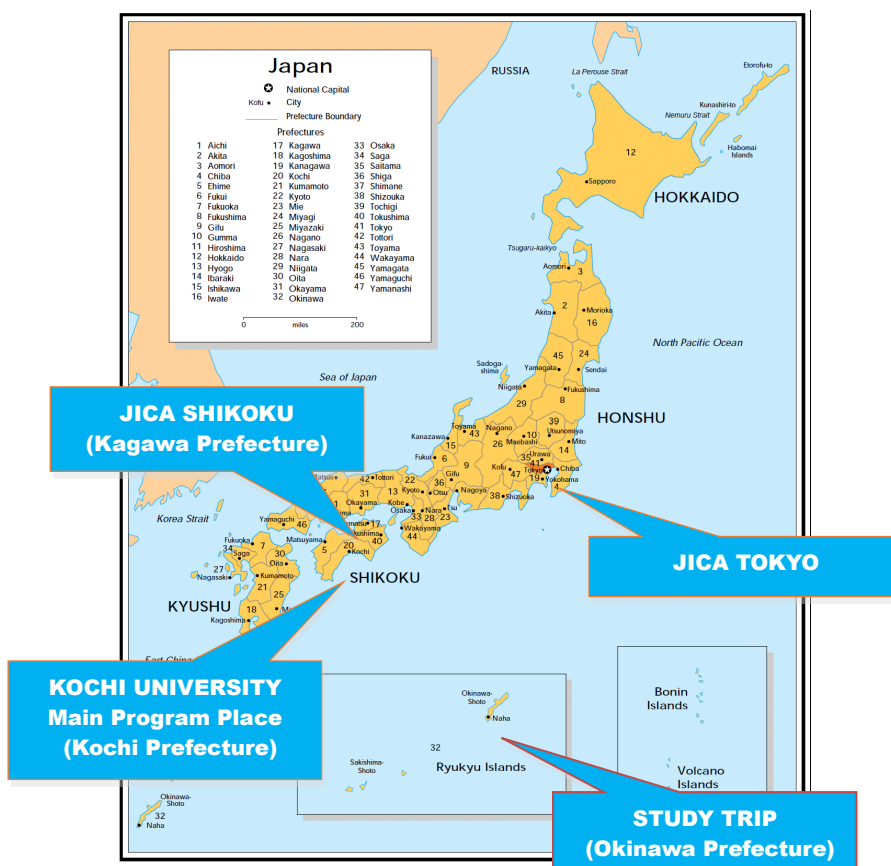 Japan
National Capital
Kofu City
Prefecture Boundary
Prefectures
1 Aichi
2 Akita
3 Aomori
4 Chiba
5 Ehime
6 Fukui
7 Fukuoka
8 Fukushima
9 Gifu
10 Gumma
11 Hiroshima
12 Hokkaido
13 Hyogo
14 Ibaraki
15 Ishikawa
16 Iwate
17 Kagawa
18 Kagoshima
19 Kanagawa
20 Kochi
21 Kumamoto
22 Kyoto
23 Mie
24 Miyagi
25 Miyazaki
26 Nagano
27 Nagasaki
28 Nara
29 Niigata
30 Oita
31 Okayama
32 Okinawa
33 Osaka
34 Saga
35 Saitama
36 Shiga
37 Shimane
38 Shizouka
39 Tochigi
40 Tokushima
41 Tokyo
42 Tottori
43 Toyama
44 Wakayama
45 Yamagata
46 Yamaguchi
47 Yamanashi
0 200
miles
RUSSIA
La Perouse Strait
Etorofu-to
Kunashiri-to
Nemuru Strait
Habomai
Islands
12
Sapporo
HOKKAIDO
Tsugaru-kaikyo
Aomori
3
2
Akita
Morioka
16
North Pacific Ocean
45
24
Yamagata
Sendai
Sadoga-
shima
Sea of Japan
Niigata
Fukushima
8
29
HONSHU
JICA SHIKOKU
(Kagawa Prefecture)
39
Toyama
43
Nagano
Utsunomiya
Kanazawa
15
26
10
Maebashi
Mito
14
Urawa
35
Fukui
6
9
Kofu
47
41
Tokyo
Chiba
Gifu
19
Yokohama
4
42
Tottori
22
36
31
13
Kyoto
Otsu
Nagoya
38
Shizuoka
Okayama
Kobe
Osaka
Nara
Tsu
33
28
23
Wakayama
44
17
40
Korea Strait
Yamaguchi
46
Matsuyama
5
20
Kochi
Fukuoka
7
34
Saga
30
Oita
27
Nagasaki
Kumamoto
21
25
KYUSHU
18
Kagoshima
SHIKOKU
JICA TOKYO
KOCHI UNIVERSITY
Main Program Place
(Kochi Prefecture)
Okinawa-
Shoto
Naha
32
Sakishima-
Shoto
Ryukyu Islands
Bonin
Islands
Volcano
Islands
Okinawa-
Shoto
32
Naha
STUDY TRIP
(Okinawa Prefecture)